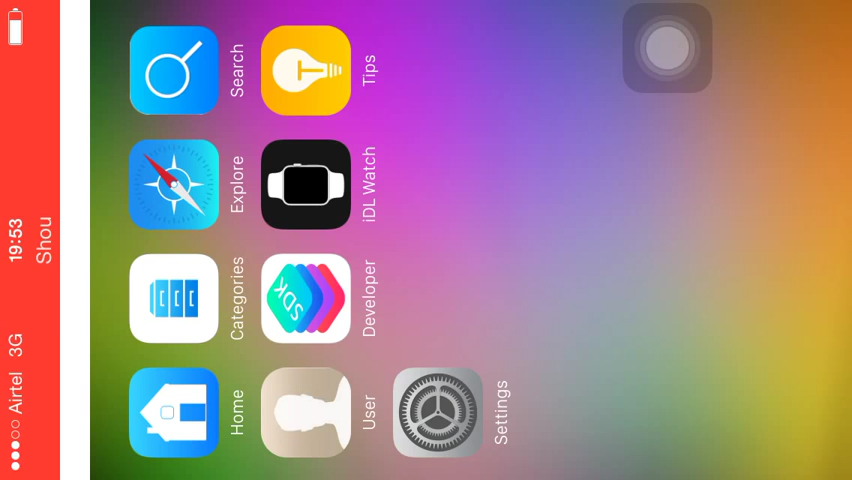 Airtel 3G 19:53
Shou
Home Categories Explore Search
SDK
User Developer iDL Watch Tips
Settings